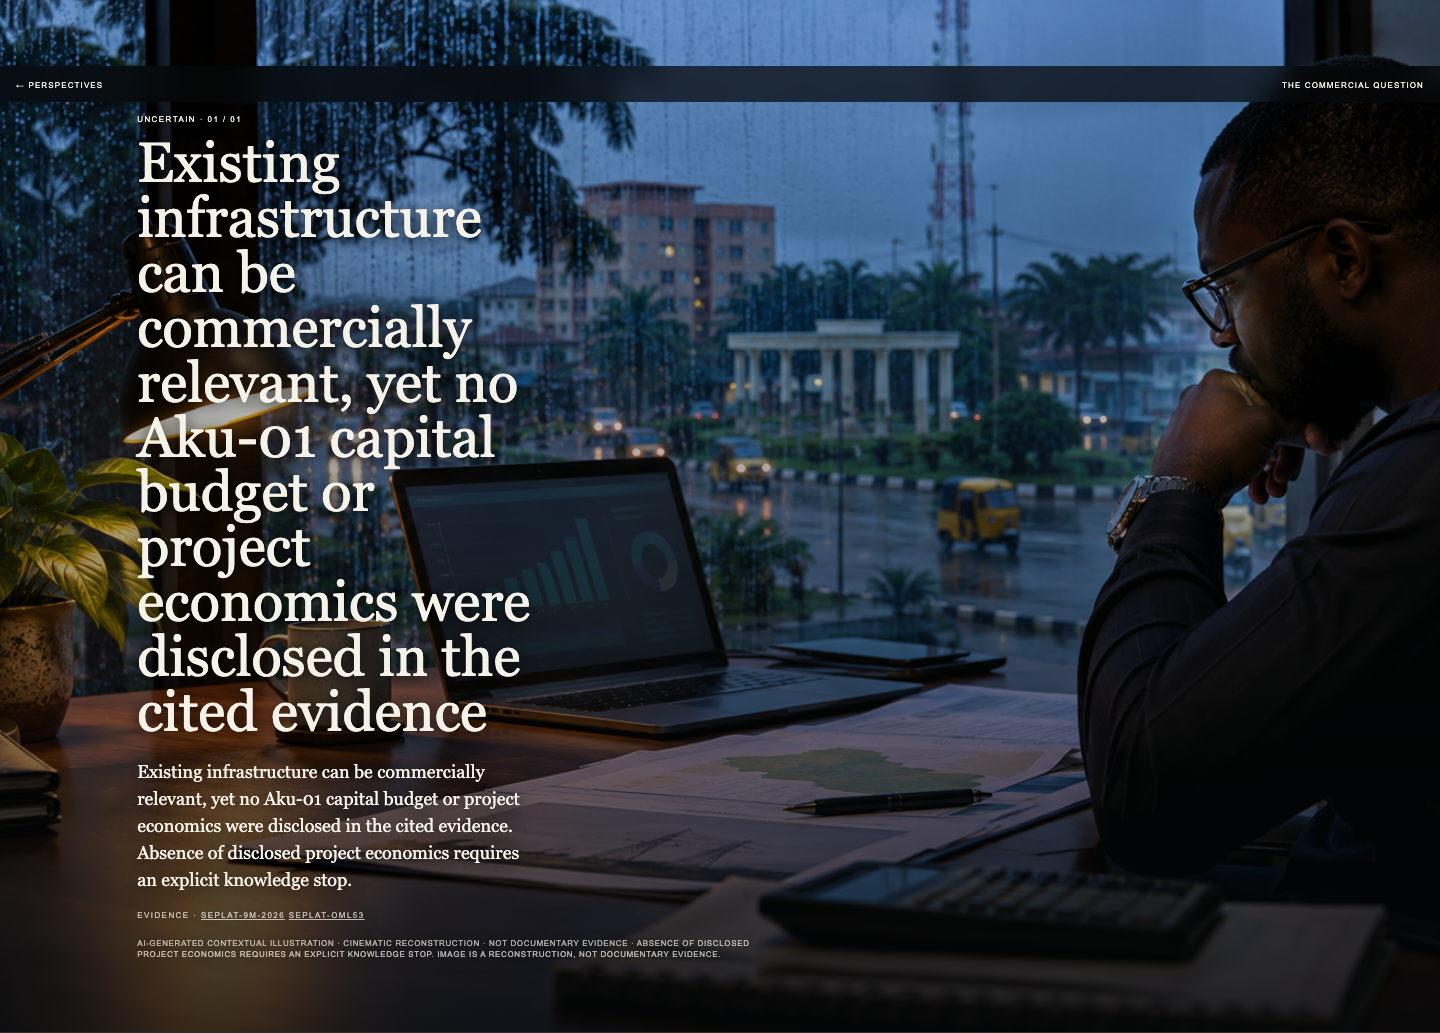 ← PERSPECTIVES
THE COMMERCIAL QUESTION
UNCERTAIN · 01 / 01
Existing
infrastructure
can be
commercially
relevant, yet no
Aku-01 capital
budget or
project
economics were
disclosed in the
cited evidence
Existing infrastructure can be commercially
relevant, yet no Aku-01 capital budget or project
economics were disclosed in the cited evidence.
Absence of disclosed project economics requires
an explicit knowledge stop.
EVIDENCE · SEPLAT-9M-2026 SEPLAT-OML53
AI-GENERATED CONTEXTUAL ILLUSTRATION · CINEMATIC RECONSTRUCTION · NOT DOCUMENTARY EVIDENCE · ABSENCE OF DISCLOSED
PROJECT ECONOMICS REQUIRES AN EXPLICIT KNOWLEDGE STOP. IMAGE IS A RECONSTRUCTION, NOT DOCUMENTARY EVIDENCE.